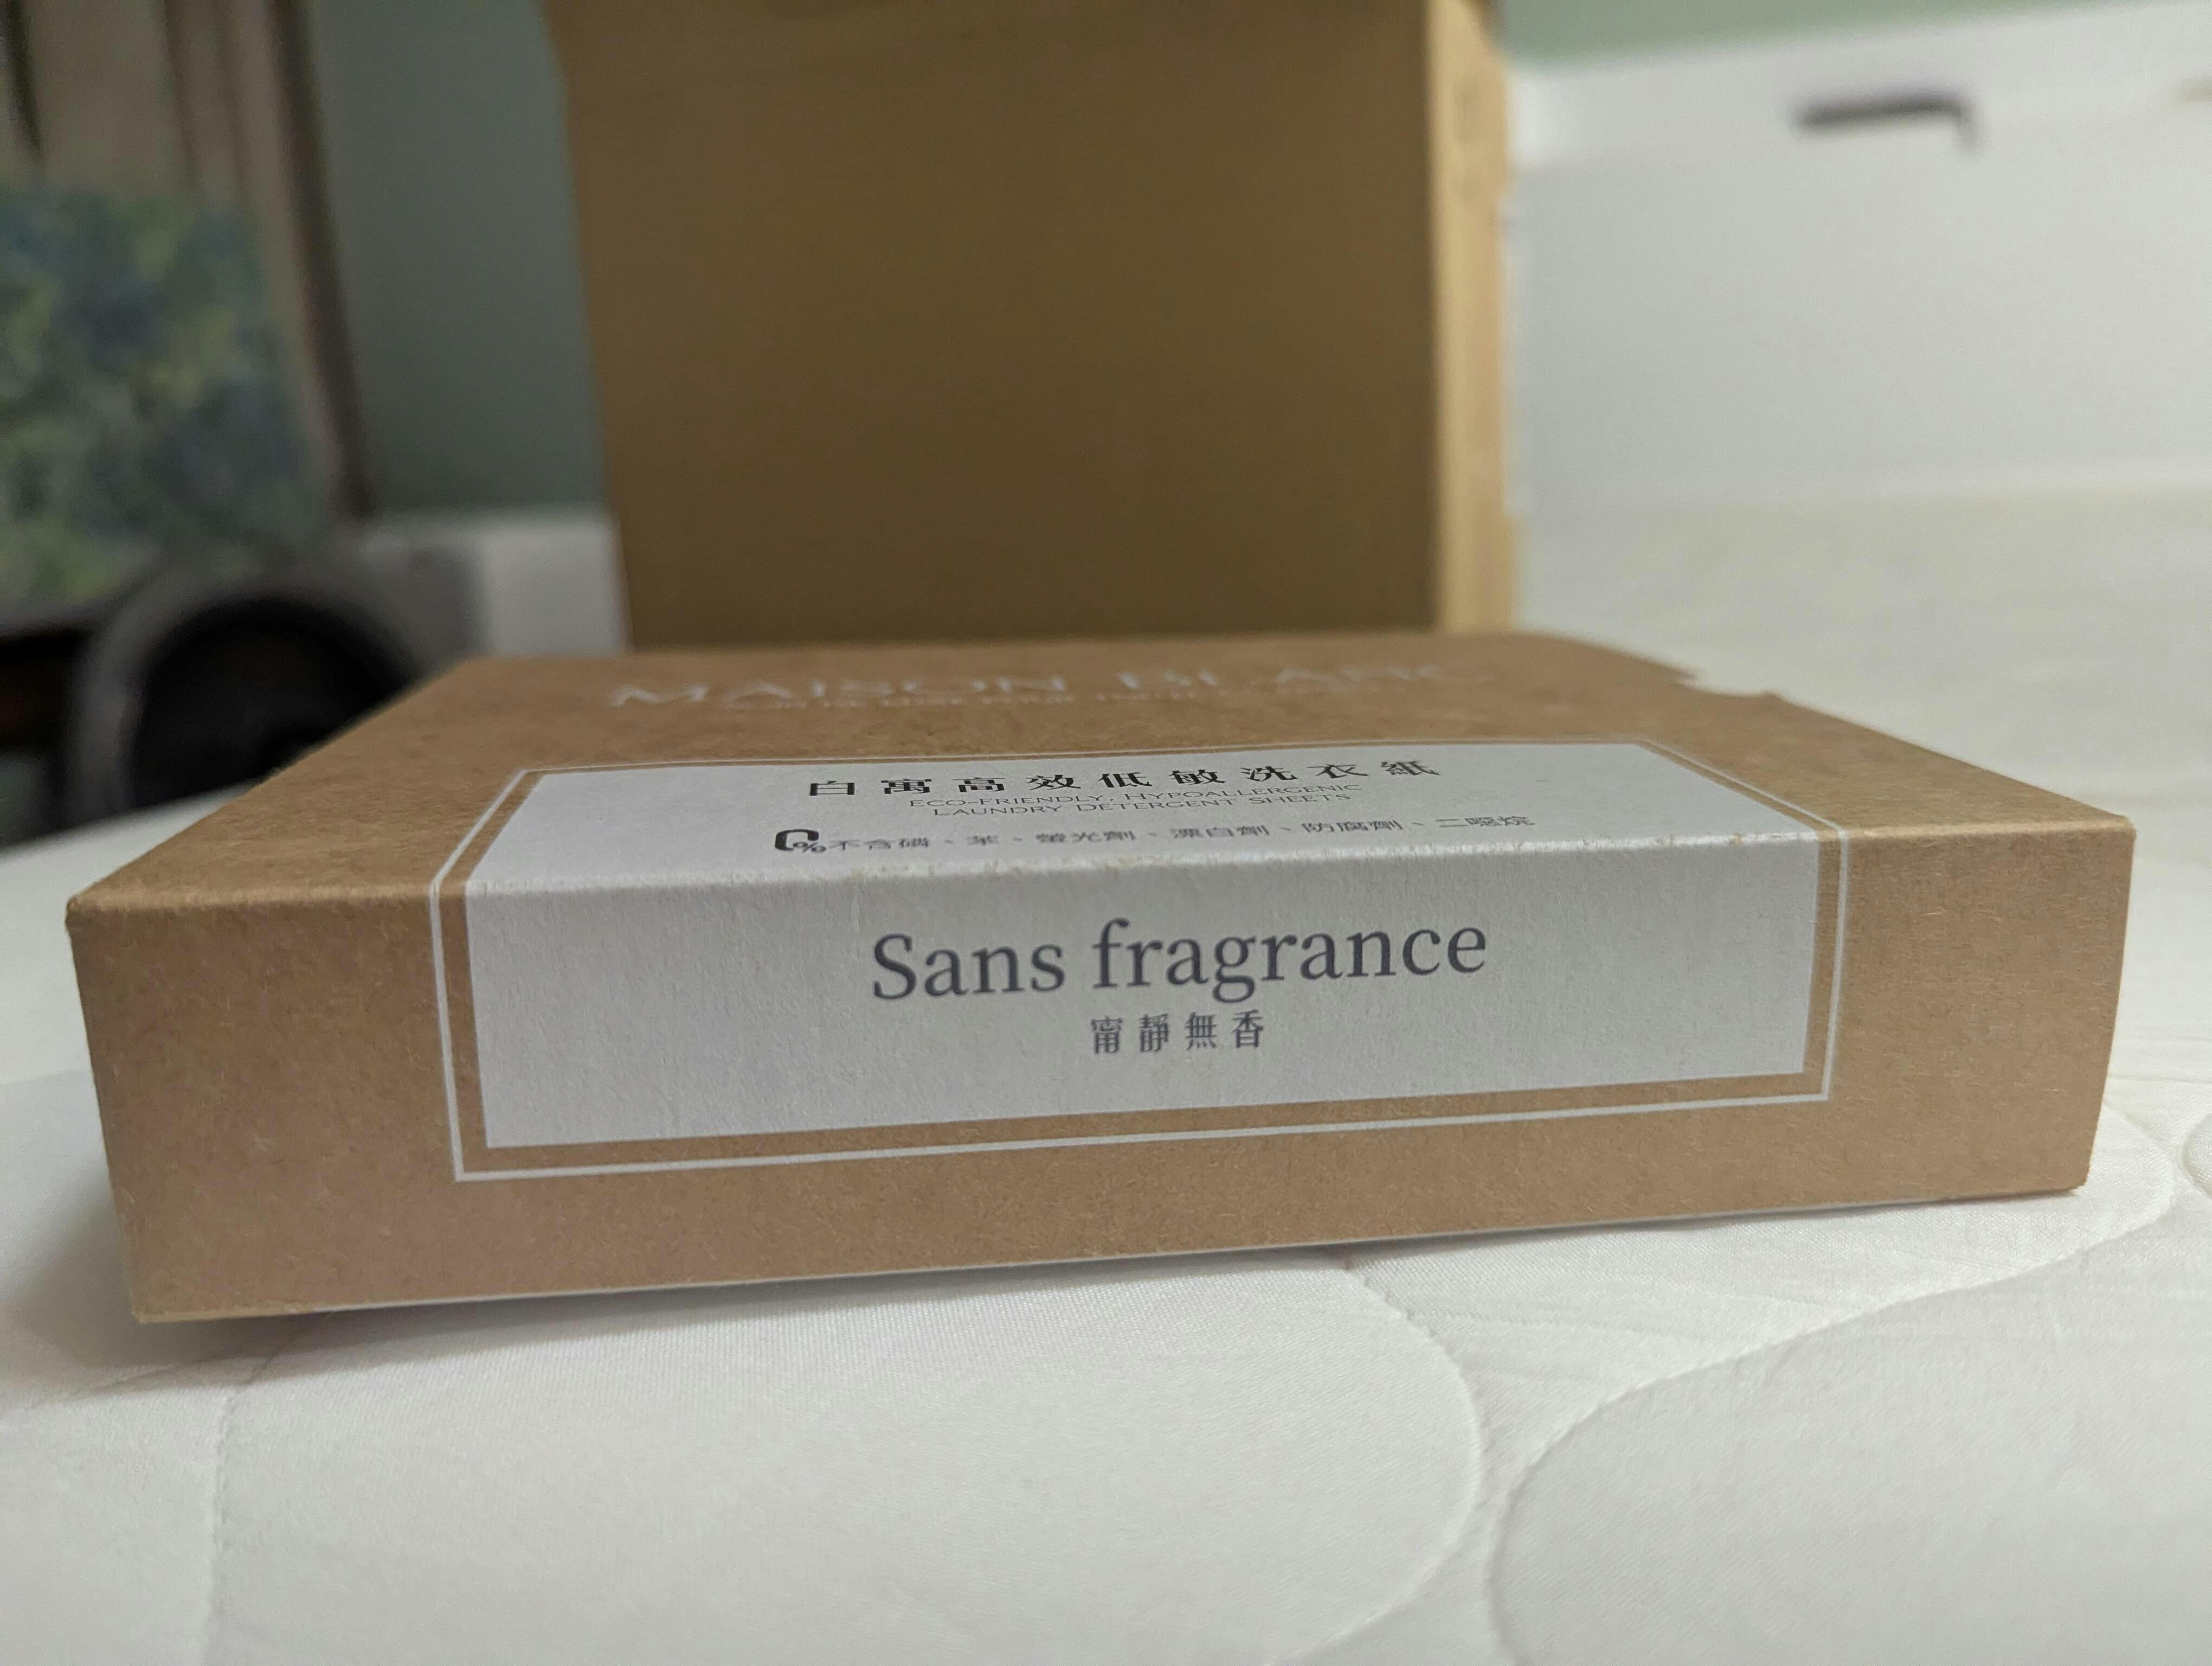 MAISON BLANC
白寓高效低敏洗衣紙
ECO-FRIENDLY, HYPOALLERGENIC
LAUNDRY DETERGENT SHEETS
0% 不含磷、苯、螢光劑、漂白劑、防腐劑、二噁烷
Sans fragrance
甯靜無香